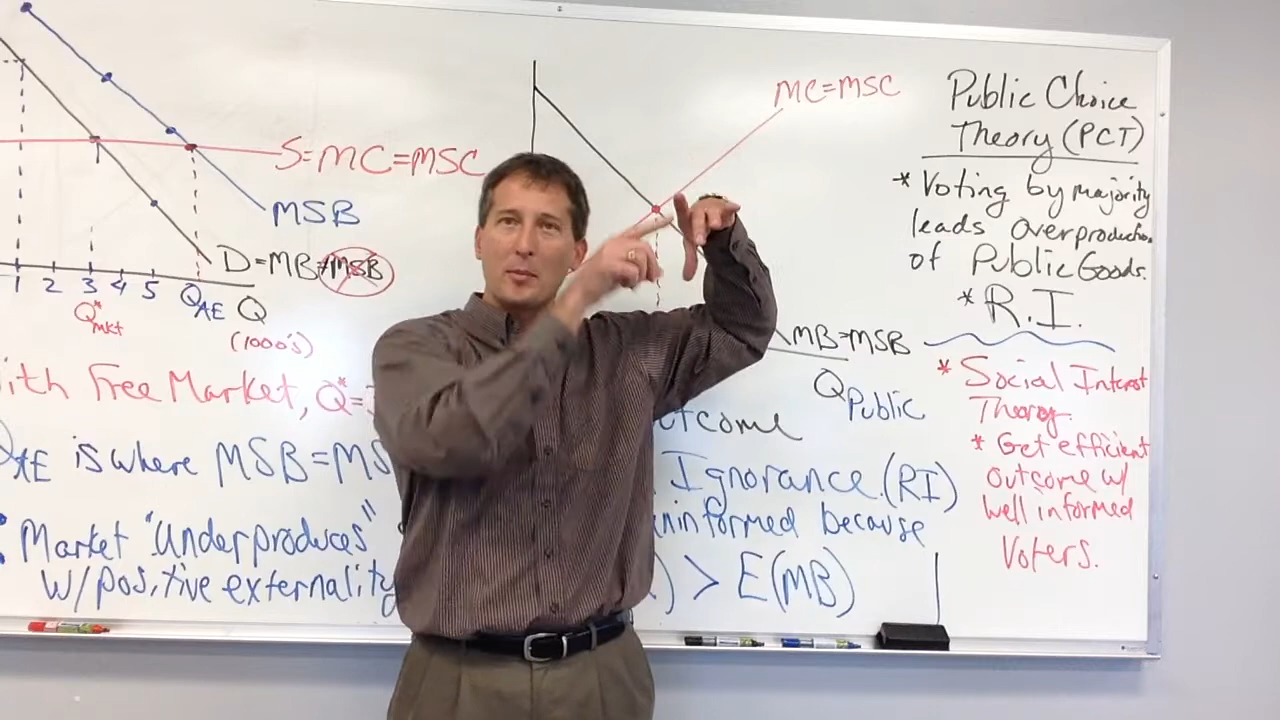 S=MC=MSC
MSB
D=MB≠MSB
1 2 3 4 5 QAE Q
Q*mkt
(1000's)
ith Free Market, Q*=
QAE is where MSB=MS
: Market "Underproduces"
w/positive externality
MC=MSC
MB=MSB
QPublic
utcome
Ignorance (RI)
uninformed because
) > E(MB)
Public Choice
Theory (PCT)
* Voting by majority
leads overproduction
of Public Goods.
* R.I.
* Social Interest
Theory.
* Get efficient
outcome w/
well informed
Voters.